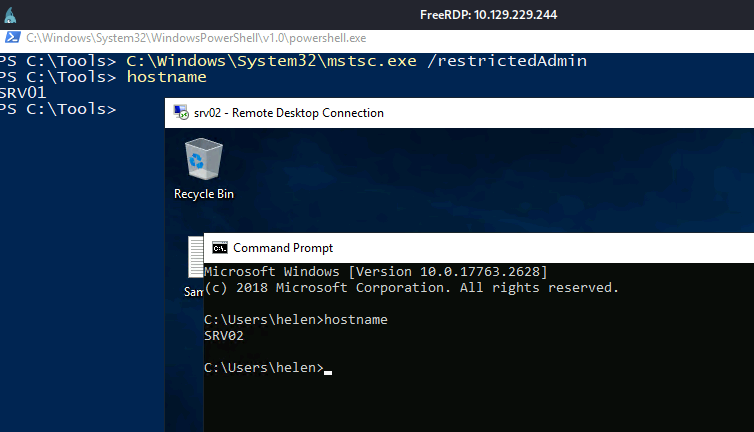 FreeRDP: 10.129.229.244
C:\Windows\System32\WindowsPowerShell\v1.0\powershell.exe
PS C:\Tools> C:\Windows\System32\mstsc.exe /restrictedAdmin
PS C:\Tools> hostname
SRV01
PS C:\Tools>
srv02 - Remote Desktop Connection
Recycle Bin
Command Prompt
Microsoft Windows [Version 10.0.17763.2628]
(c) 2018 Microsoft Corporation. All rights reserved.
C:\Users\helen>hostname
SRV02
C:\Users\helen>